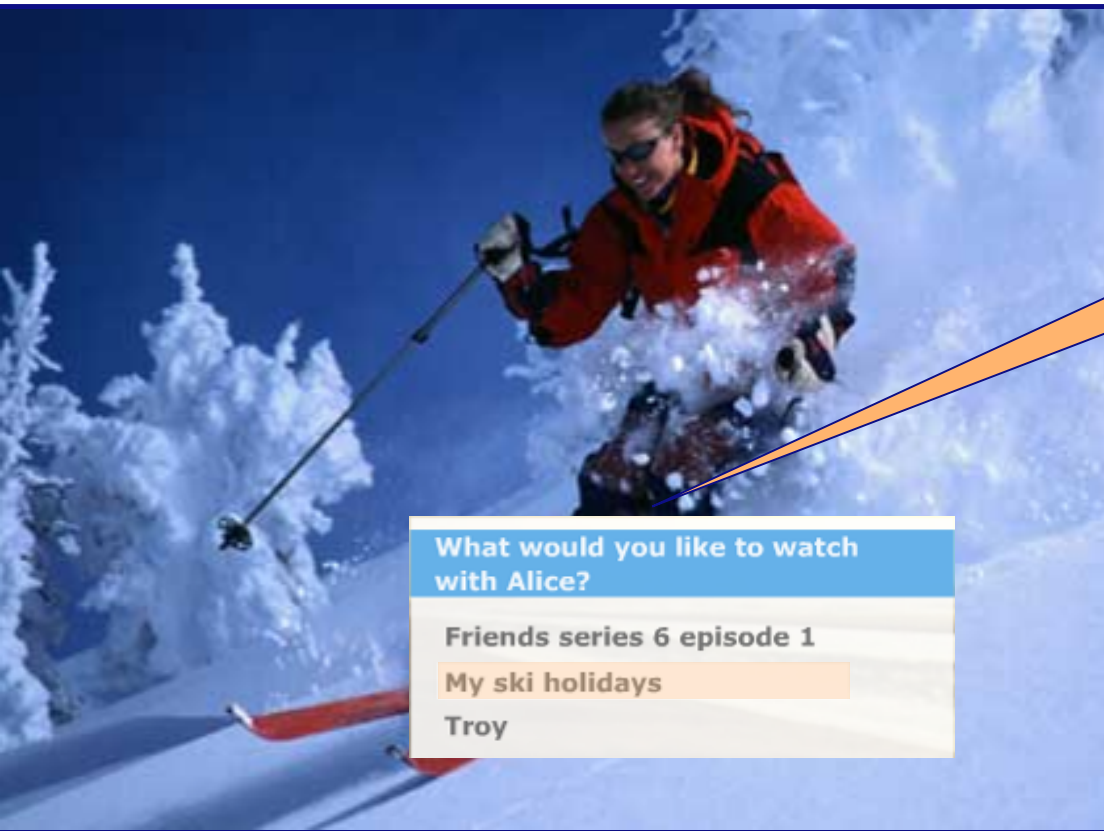 What would you like to watch
with Alice?
Friends series 6 episode 1
My ski holidays
Troy